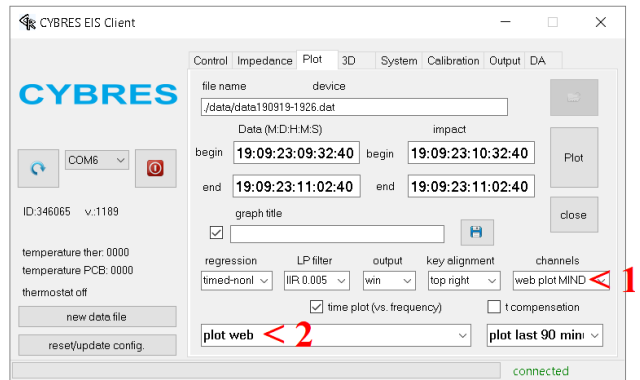 CYBRES EIS Client
Control Impedance Plot 3D System Calibration Output DA
CYBRES
file name device
./data/data190919-1926.dat
Data (M:D:H:M:S) impact
begin 19:09:23:09:32:40 begin 19:09:23:10:32:40 Plot
end 19:09:23:11:02:40 end 19:09:23:11:02:40
COM6
ID:346065 v.:1189
graph title close
temperature ther: 0000
temperature PCB: 0000
thermostat off
regression LP filter output key alignment channels
timed-nonl IIR 0.005 win top right web plot MIND < 1
time plot (vs. frequency) t compensation
new data file
plot web < 2 plot last 90
reset/update config.
connected